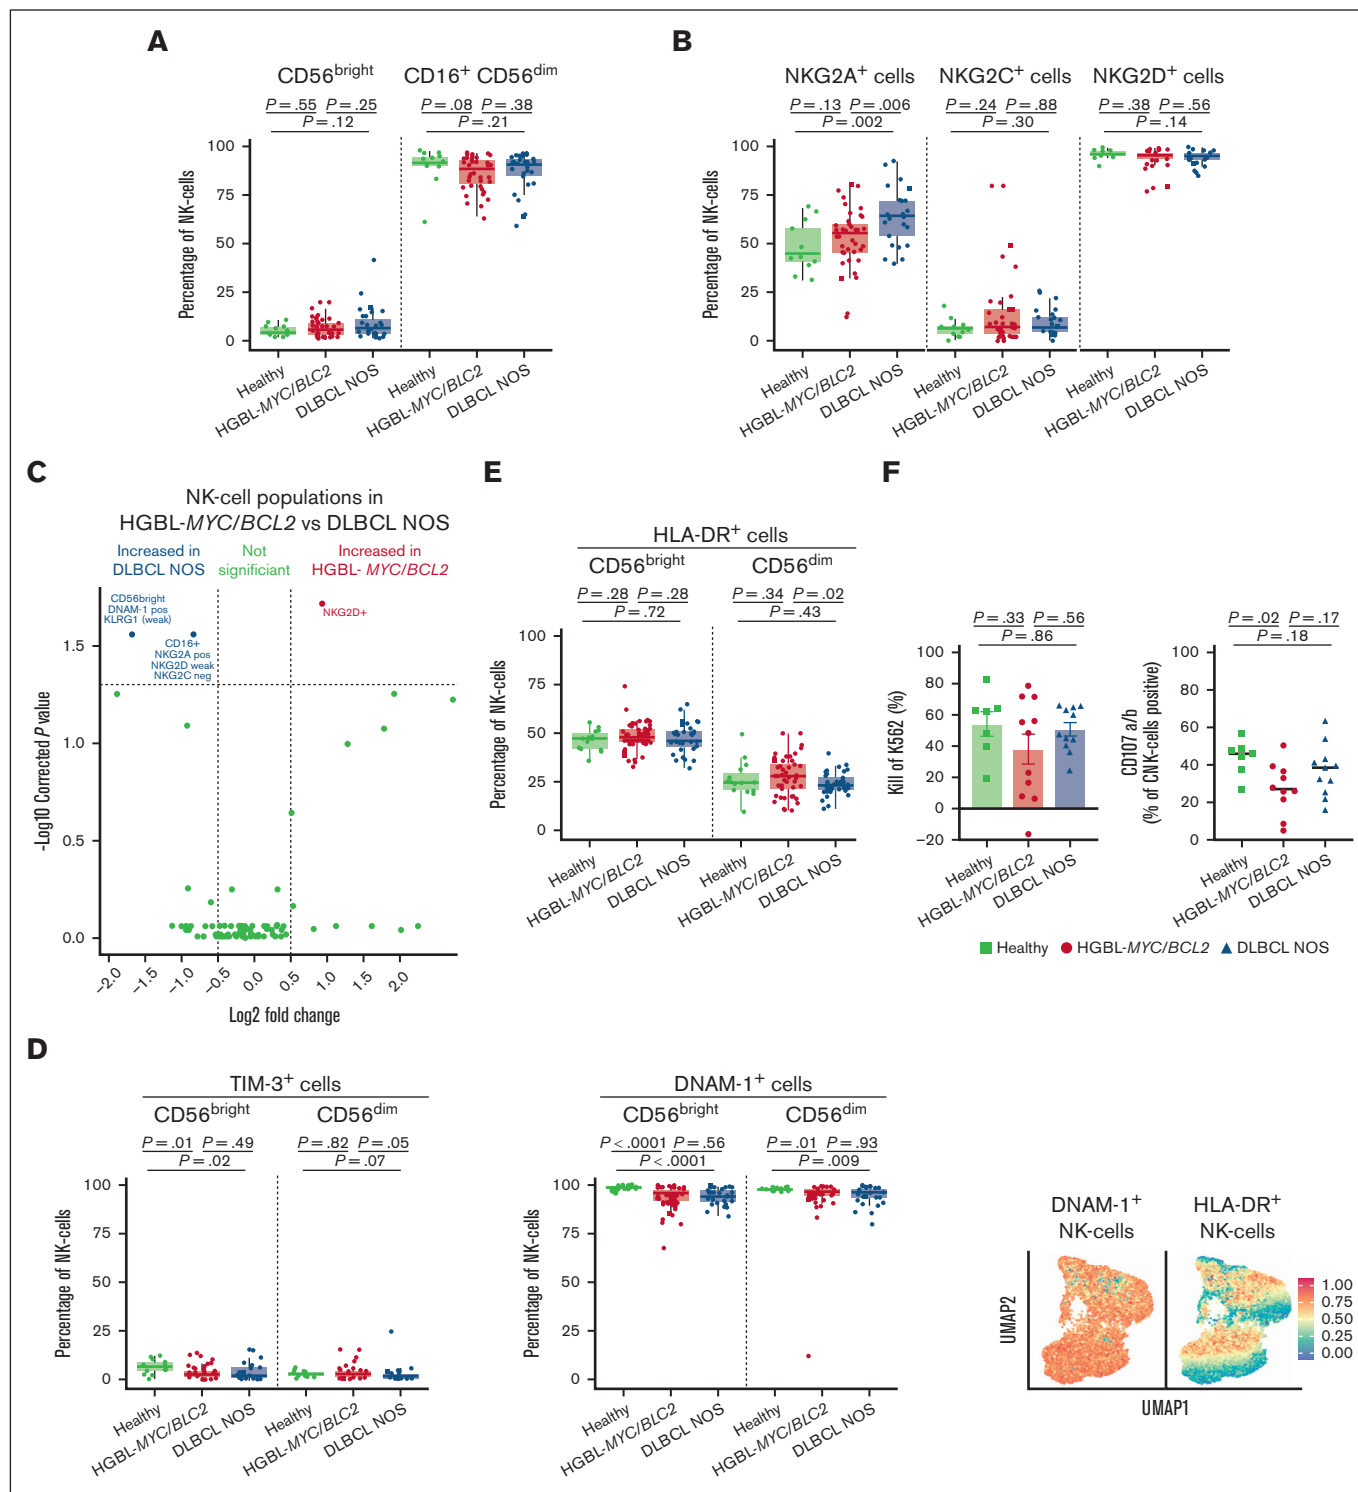 A
CD56bright
CD16+ CD56dim
P = .55 P = .25
P = .12
P = .08 P = .38
P = .21
Percentage of NK-cells
100
75
50
25
0
Healthy
HGBL-MYC/BLC2
DLBCL NOS
Healthy
HGBL-MYC/BLC2
DLBCL NOS
B
NKG2A+ cells
NKG2C+ cells
NKG2D+ cells
P = .13 P = .006
P = .002
P = .24 P = .88
P = .30
P = .38 P = .56
P = .14
Percentage of NK-cells
100
75
50
25
0
Healthy
HGBL-MYC/BLC2
DLBCL NOS
Healthy
HGBL-MYC/BLC2
DLBCL NOS
Healthy
HGBL-MYC/BLC2
DLBCL NOS
C
NK-cell populations in
HGBL-MYC/BCL2 vs DLBCL NOS
Increased in
DLBCL NOS
Not
significiant
Increased in
HGBL- MYC/BCL2
CD56bright
DNAM-1 pos
KLRG1 (weak)
CD16+
NKG2A pos
NKG2D weak
NKG2C neg
NKG2D+
-Log10 Corrected P value
1.5
1.0
0.5
0.0
−2.0
−1.5
−1.0
−0.5
0.0
0.5
1.0
1.5
2.0
Log2 fold change
E
HLA-DR+ cells
CD56bright
CD56dim
P = .28 P = .28
P = .72
P = .34 P = .02
P = .43
Percentage of NK-cells
100
75
50
25
0
Healthy
HGBL-MYC/BLC2
DLBCL NOS
Healthy
HGBL-MYC/BLC2
DLBCL NOS
F
P = .33 P = .56
P = .86
Kill of K562 (%)
100
80
60
40
20
0
−20
Healthy
HGBL-MYC/BLC2
DLBCL NOS
P = .02 P = .17
P = .18
CD107 a/b
(% of CNK-cells positive)
100
80
60
40
20
0
Healthy
HGBL-MYC/BLC2
DLBCL NOS
Healthy HGBL-MYC/BCL2 DLBCL NOS
D
TIM-3+ cells
CD56bright
CD56dim
P = .01 P = .49
P = .02
P = .82 P = .05
P = .07
Percentage of NK-cells
100
75
50
25
0
Healthy
HGBL-MYC/BLC2
DLBCL NOS
Healthy
HGBL-MYC/BLC2
DLBCL NOS
DNAM-1+ cells
CD56bright
CD56dim
P < .0001 P = .56
P < .0001
P = .01 P = .93
P = .009
Percentage of NK-cells
100
75
50
25
0
Healthy
HGBL-MYC/BLC2
DLBCL NOS
Healthy
HGBL-MYC/BLC2
DLBCL NOS
DNAM-1+
NK-cells
HLA-DR+
NK-cells
UMAP2
UMAP1
1.00
0.75
0.50
0.25
0.00